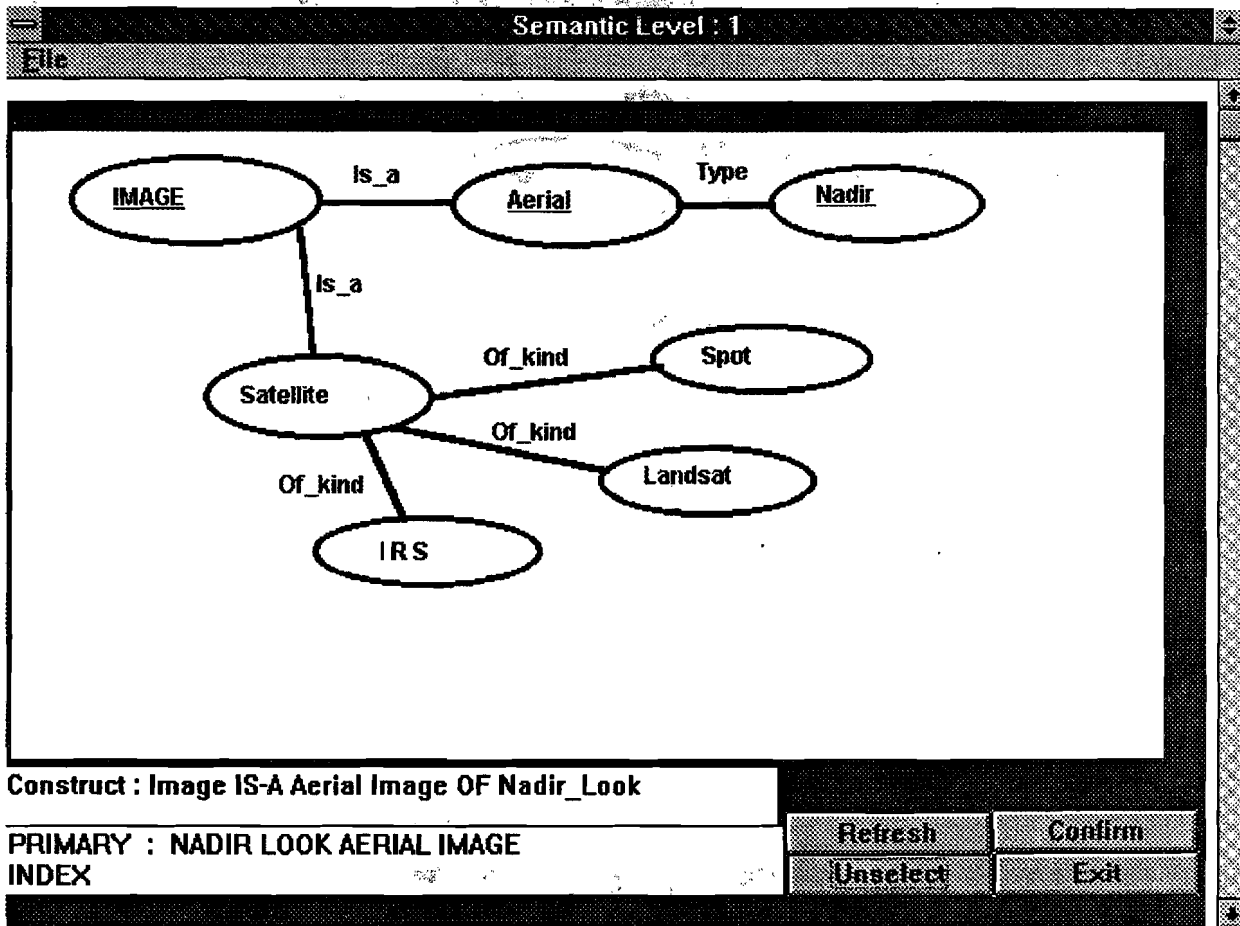 Semantic Level : 1
File
IMAGE
Is_a
Aerial
Type
Nadir
Is_a
Satellite
Of_kind
Spot
Of_kind
Landsat
Of_kind
IRS
Construct : Image IS-A Aerial Image OF Nadir_Look
PRIMARY : NADIR LOOK AERIAL IMAGE
INDEX
Refresh
Confirm
Unselect
Exit